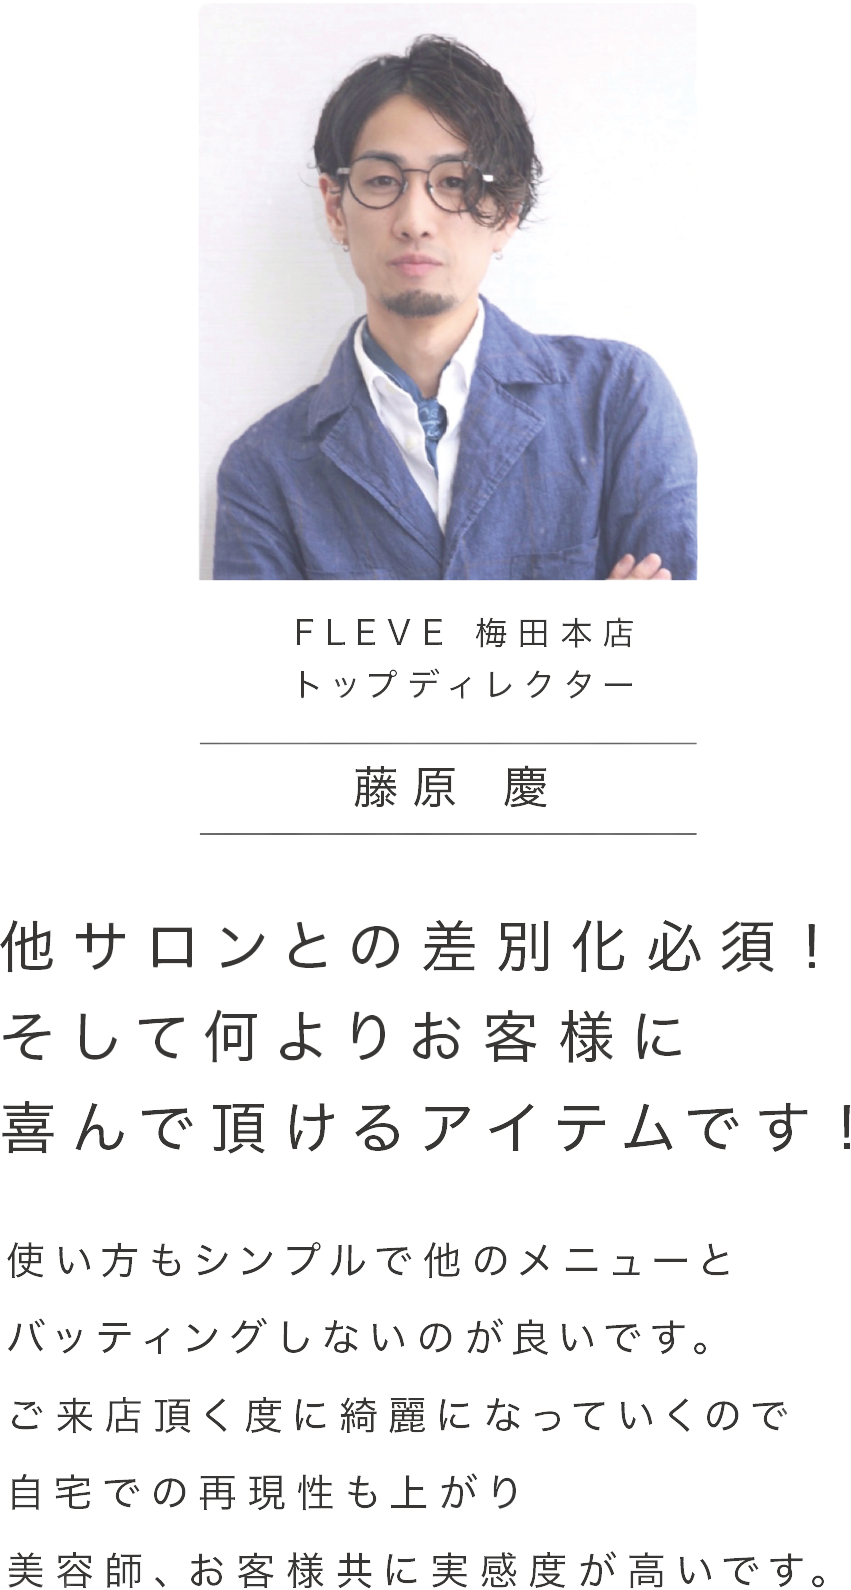 FLEVE 梅田本店
トップディレクター
藤原 慶
他サロンとの差別化必須！
そして何よりお客様に
喜んで頂けるアイテムです！
使い方もシンプルで他のメニューと
バッティングしないのが良いです。
ご来店頂く度に綺麗になっていくので
自宅での再現性も上がり
美容師、お客様共に実感度が高いです。